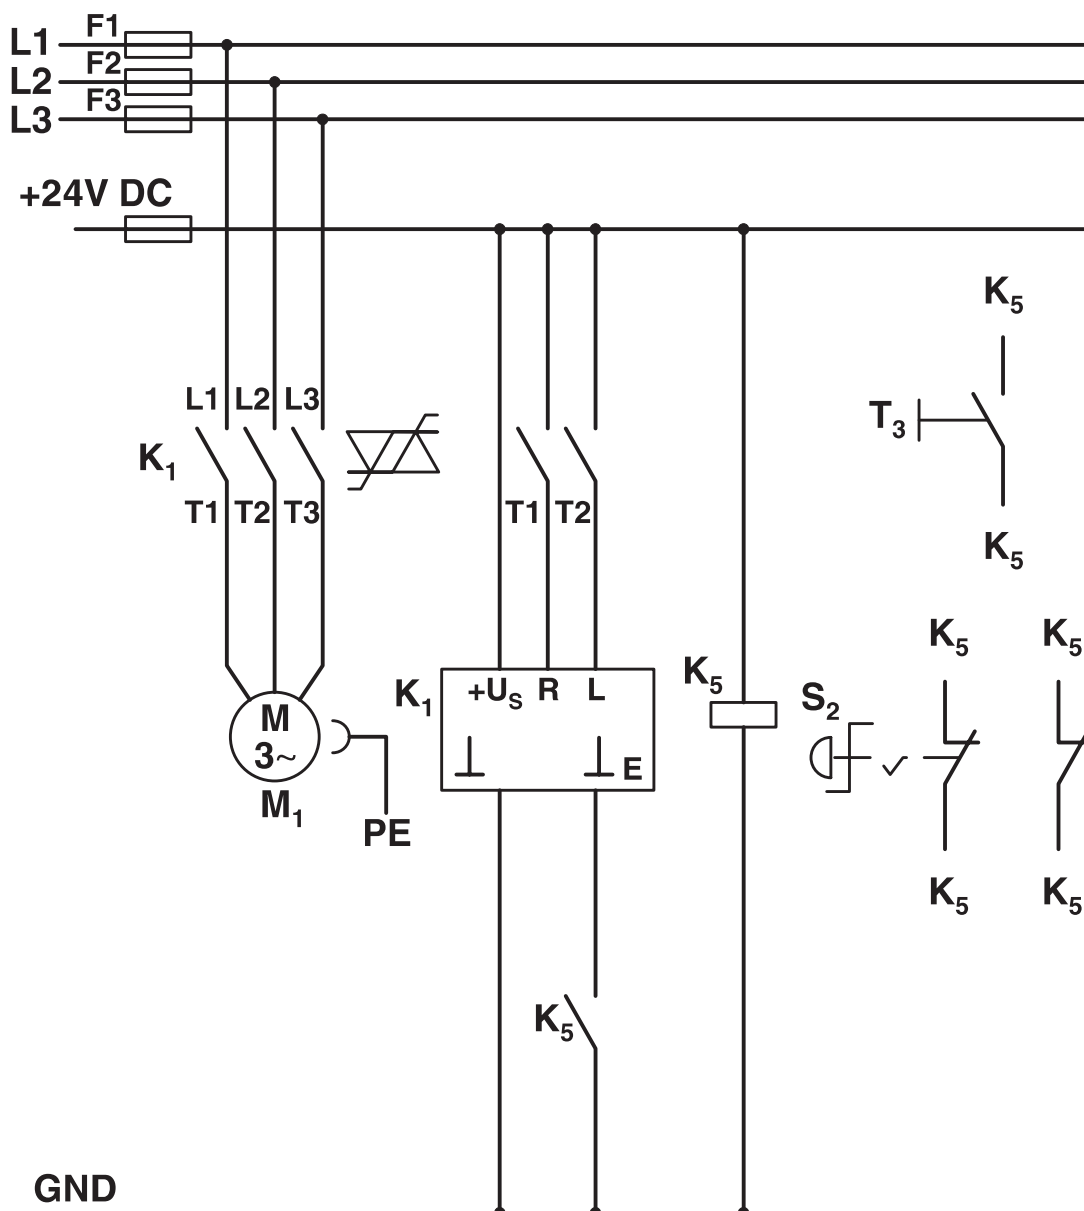 L1 F1
L2 F2
L3 F3
+24V DC
K5
L1 L2 L3
T3
K1
T1 T2 T3
T1 T2
K5
K5 K5
K1 +US R L
K5
S2
M
3~
E
M1
PE
K5 K5
K5
GND